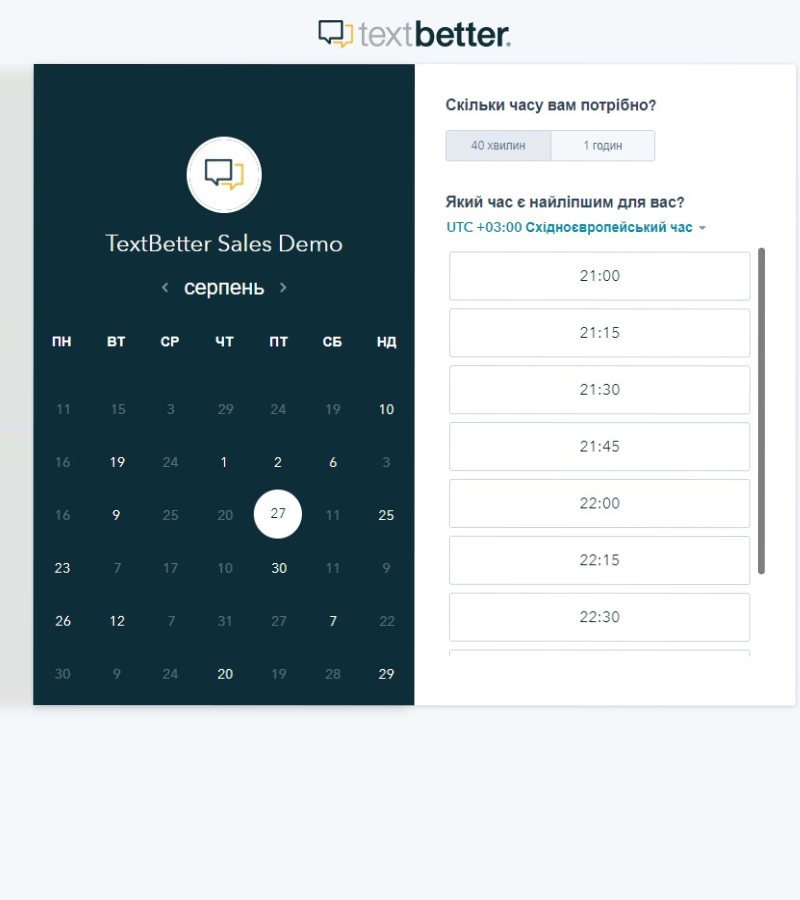 textbetter.
TextBetter Sales Demo
серпень
ПН ВТ СР ЧТ ПТ СБ НД
11 15 3 29 24 19 10
16 19 24 1 2 6 3
16 9 25 20 27 11 25
23 7 17 10 30 11 9
26 12 7 31 27 7 22
30 9 24 20 19 28 29
Скільки часу вам потрібно?
40 хвилин 1 годин
Який час є найліпшим для вас?
UTC +03:00 Східноєвропейський час
21:00
21:15
21:30
21:45
22:00
22:15
22:30